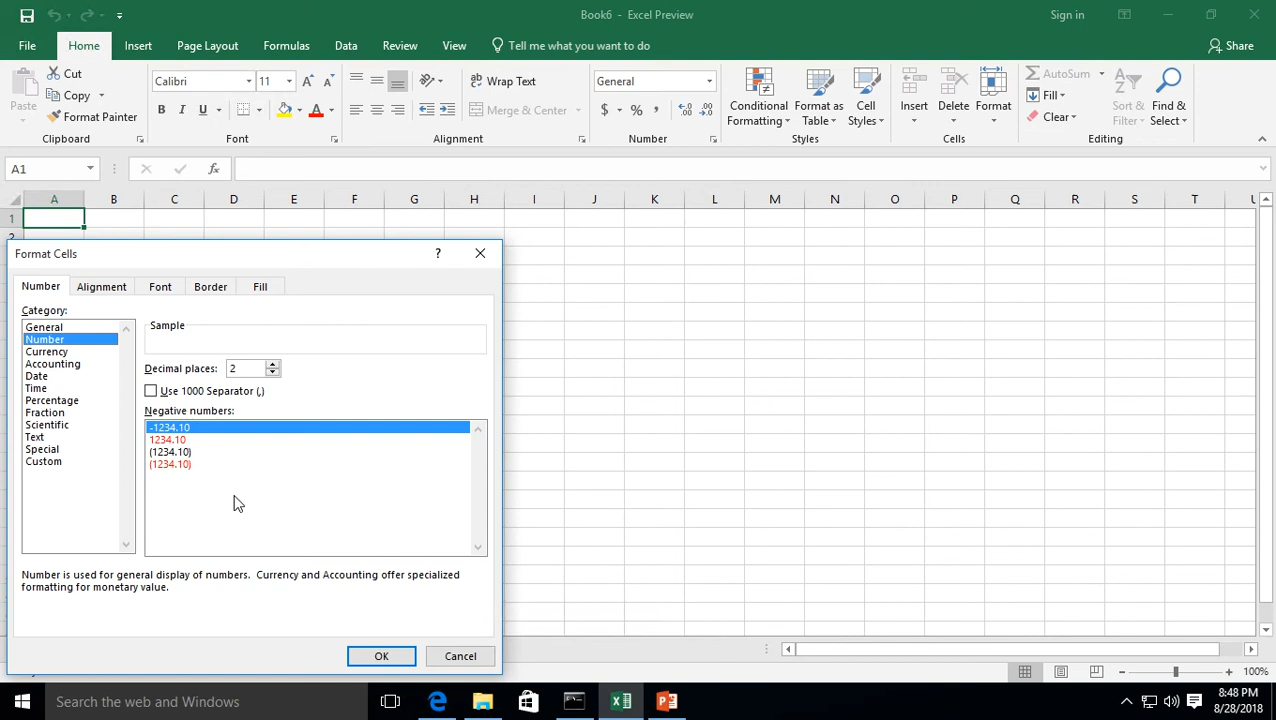 Book6 - Excel Preview
Sign in
File Home Insert Page Layout Formulas Data Review View Tell me what you want to do Share
Paste
Cut
Copy
Format Painter
Clipboard
Calibri 11
B I U A
Font
Wrap Text
Merge & Center
Alignment
General
$ % ,
Number
Conditional Formatting
Format as Table
Cell Styles
Styles
Insert
Delete
Format
Cells
AutoSum
Fill
Clear
Sort & Filter
Find & Select
Editing
A1 fx
A B C D E F G H I J K L M N O P Q R S T U
1
2
Format Cells ?
Number Alignment Font Border Fill
Category:
General
Number
Currency
Accounting
Date
Time
Percentage
Fraction
Scientific
Text
Special
Custom
Sample
Decimal places: 2
Use 1000 Separator (,)
Negative numbers:
-1234.10
1234.10
(1234.10)
(1234.10)
Number is used for general display of numbers. Currency and Accounting offer specialized
formatting for monetary value.
OK Cancel
100%
Search the web and Windows
8:48 PM
8/28/2018